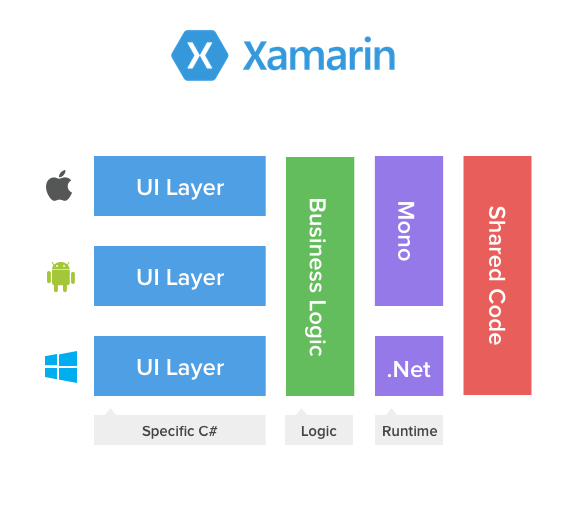 Xamarin
UI Layer
UI Layer
UI Layer
Business Logic
Mono
.Net
Shared Code
Specific C#
Logic
Runtime